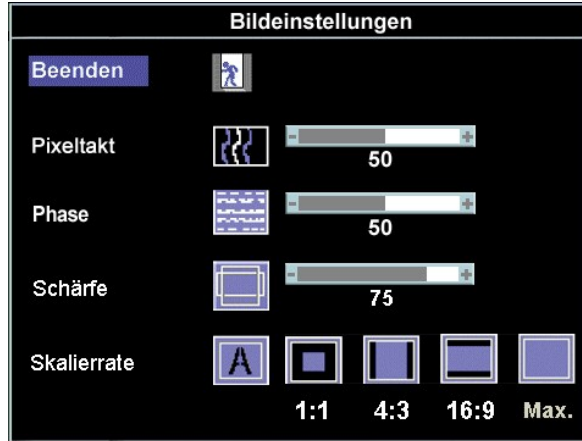 Bildeinstellungen
Beenden
Pixeltakt
- +
50
Phase
- +
50
Schärfe
- +
75
Skalierrate A
1:1 4:3 16:9 Max.